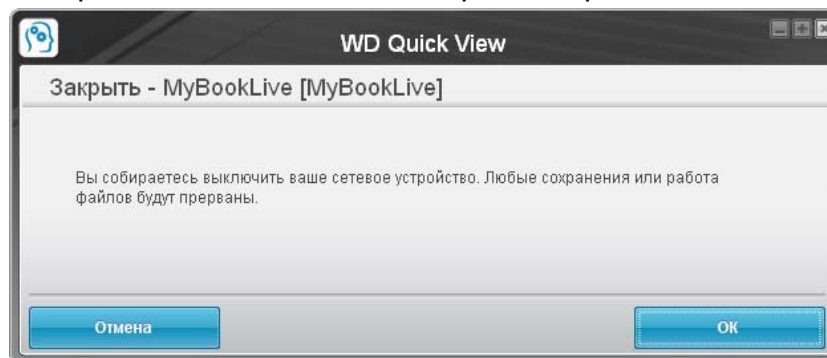 WD Quick View
Закрыть - MyBookLive [MyBookLive]
Вы собираетесь выключить ваше сетевое устройство. Любые сохранения или работа
файлов будут прерваны.
Отмена
ОК